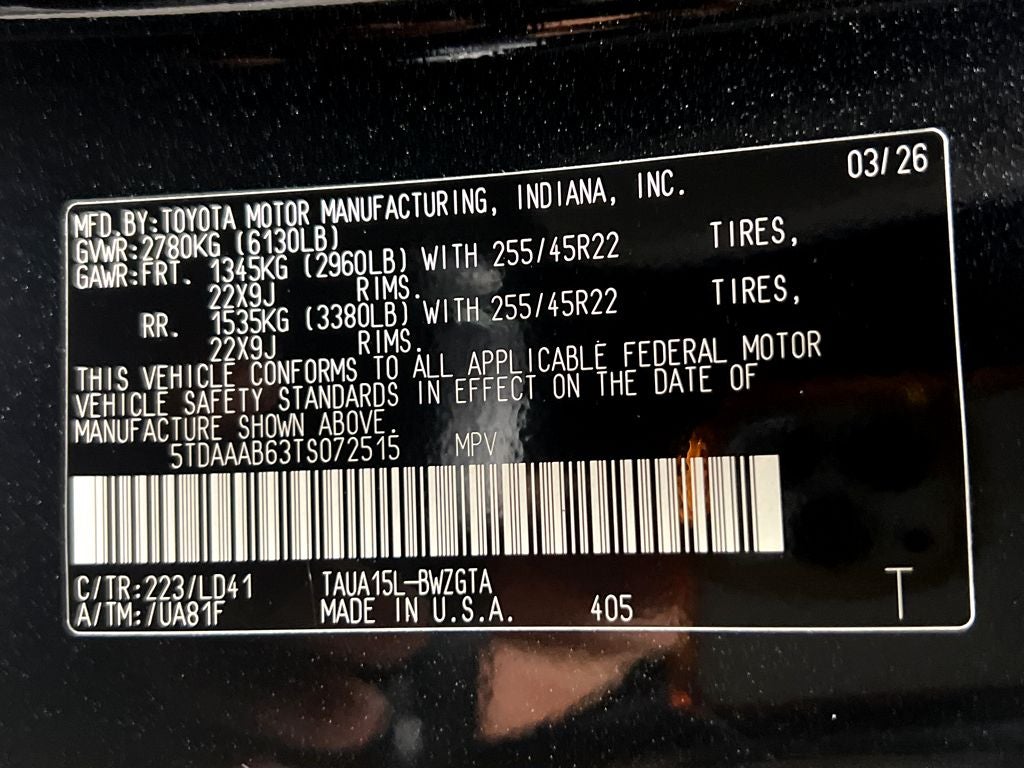 03/26
MFD.BY:TOYOTA MOTOR MANUFACTURING, INDIANA, INC.
GVWR:2780KG (6130LB)
GAWR:FRT. 1345KG (2960LB) WITH 255/45R22 TIRES,
22X9J RIMS.
RR. 1535KG (3380LB) WITH 255/45R22 TIRES,
22X9J RIMS.
THIS VEHICLE CONFORMS TO ALL APPLICABLE FEDERAL MOTOR
VEHICLE SAFETY STANDARDS IN EFFECT ON THE DATE OF
MANUFACTURE SHOWN ABOVE.
5TDAAAB63TS072515 MPV
C/TR:223/LD41 TAUA15L-BWZGTA
A/TM:7UA81F MADE IN U.S.A. 405 T